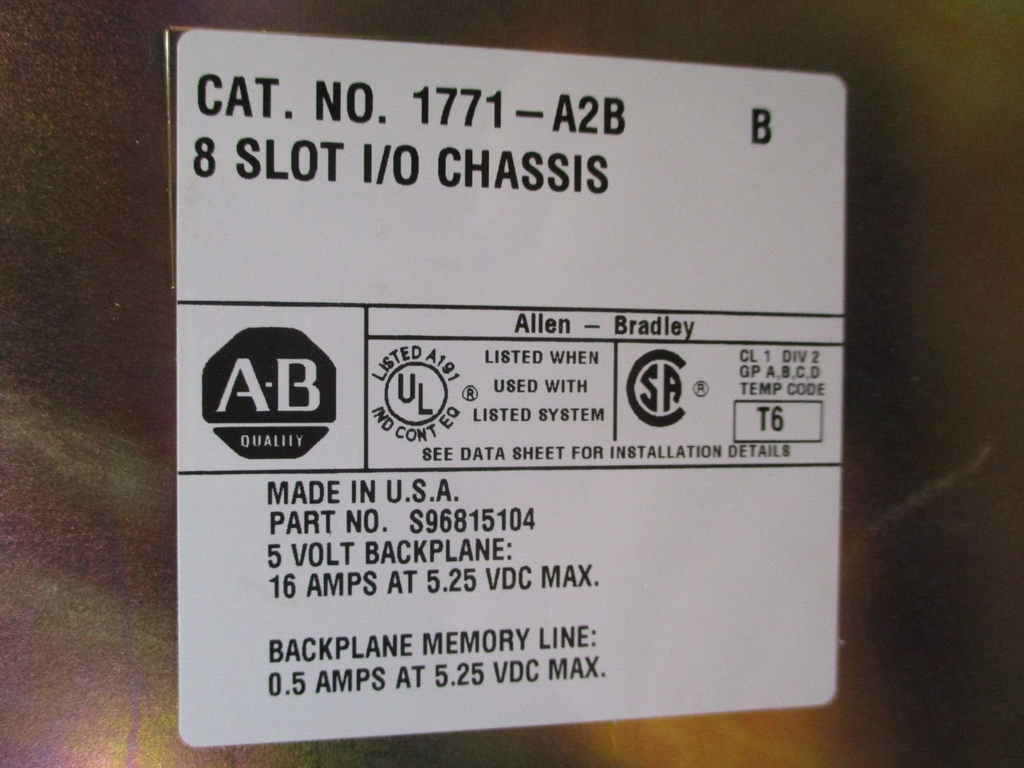 CAT. NO. 1771-A2B B
8 SLOT I/O CHASSIS
Allen - Bradley
A-B
QUALITY
LISTED A191
UL
®
IND CONT EQ
LISTED WHEN
USED WITH
LISTED SYSTEM
SA
®
CL 1 DIV 2
GP A,B,C,D
TEMP CODE
T6
SEE DATA SHEET FOR INSTALLATION DETAILS
MADE IN U.S.A.
PART NO. S96815104
5 VOLT BACKPLANE:
16 AMPS AT 5.25 VDC MAX.
BACKPLANE MEMORY LINE:
0.5 AMPS AT 5.25 VDC MAX.